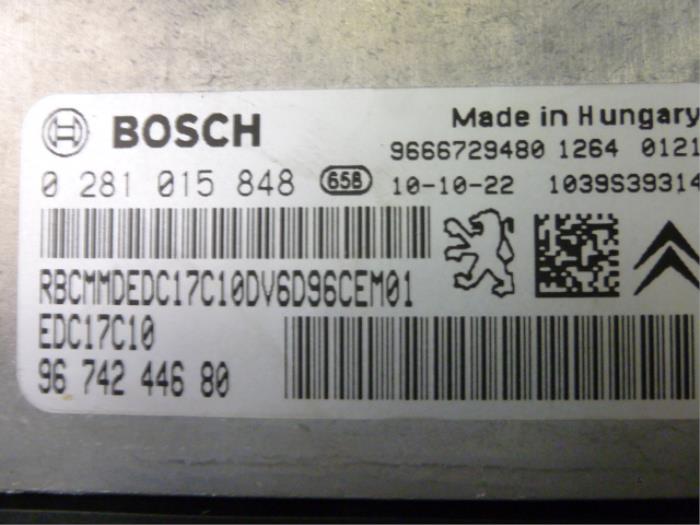 BOSCH
Made in Hungary
9666729480 1264 0121
0 281 015 848 658 10-10-22 1039S39314
RBCMMDEDC17C10DV6D96CEM01
EDC17C10
96 742 446 80